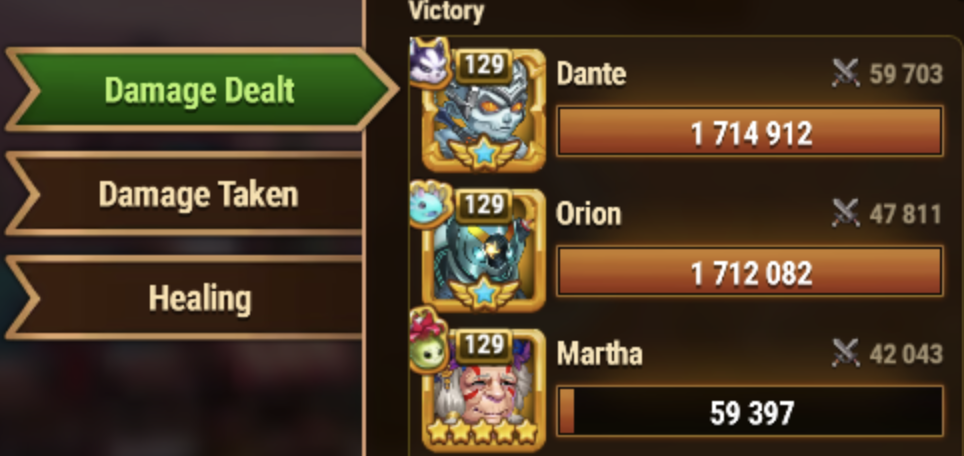 Victory
Damage Dealt
129
Dante
59 703
1 714 912
Damage Taken
129
Orion
47 811
1 712 082
Healing
129
Martha
42 043
59 397